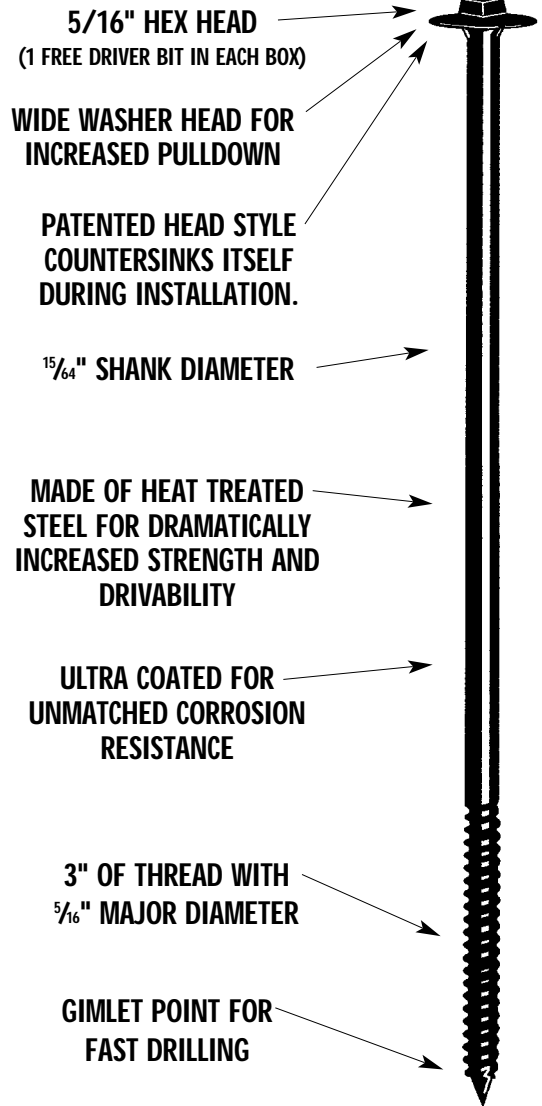 5/16" HEX HEAD
(1 FREE DRIVER BIT IN EACH BOX)
WIDE WASHER HEAD FOR
INCREASED PULLDOWN
PATENTED HEAD STYLE
COUNTERSINKS ITSELF
DURING INSTALLATION.
15/64" SHANK DIAMETER
MADE OF HEAT TREATED
STEEL FOR DRAMATICALLY
INCREASED STRENGTH AND
DRIVABILITY
ULTRA COATED FOR
UNMATCHED CORROSION
RESISTANCE
3" OF THREAD WITH
5/16" MAJOR DIAMETER
GIMLET POINT FOR
FAST DRILLING